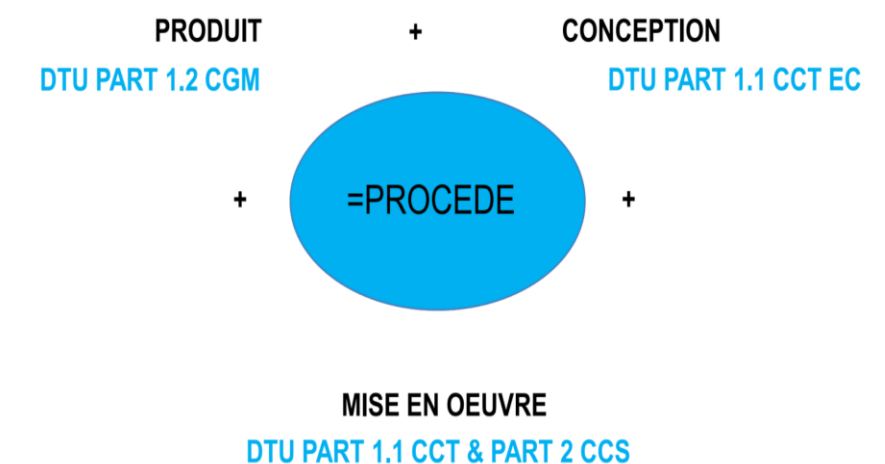 PRODUIT + CONCEPTION
DTU PART 1.2 CGM DTU PART 1.1 CCT EC
+ =PROCEDE +
MISE EN OEUVRE
DTU PART 1.1 CCT & PART 2 CCS